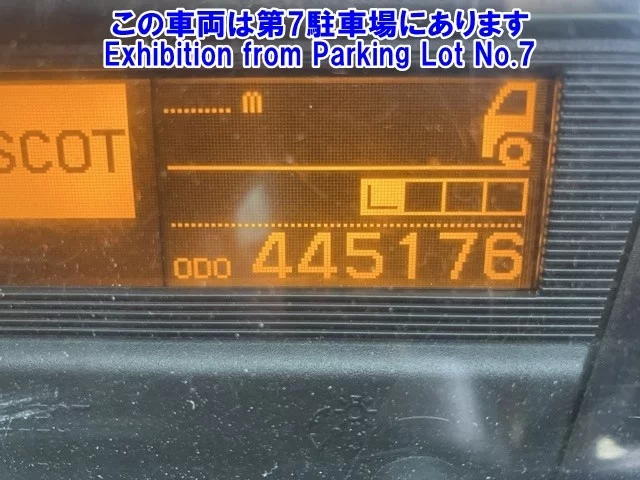 この車両は第7駐車場にあります
Exhibition from Parking Lot No.7
........ m
SCOT
L
ODO 445176